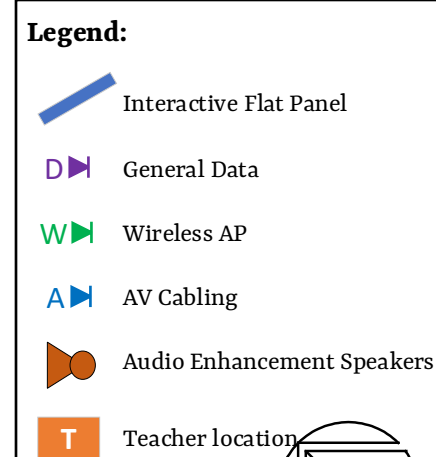 Legend:
Interactive Flat Panel
D General Data
W Wireless AP
A AV Cabling
Audio Enhancement Speakers
T Teacher location